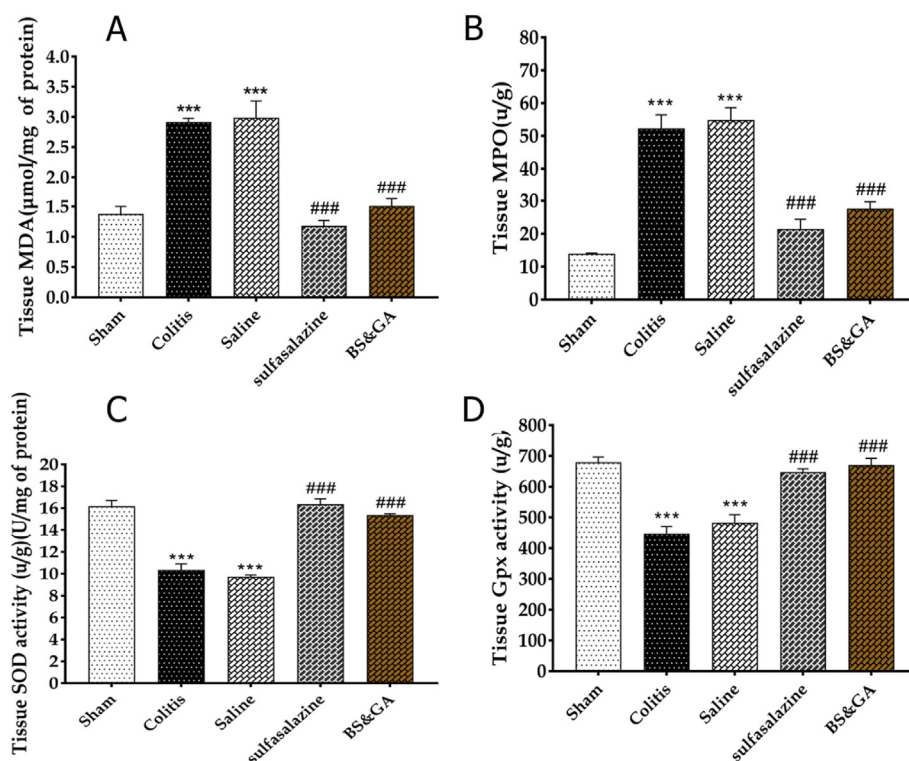 A
Tissue MDA(μmol/mg of protein)
4.0
3.5
3.0
2.5
2.0
1.5
1.0
0.5
0.0
***
***
###
###
Sham
Colitis
Saline
sulfasalazine
BS&GA
B
Tissue MPO(u/g)
80
70
60
50
40
30
20
10
0
***
***
###
###
Sham
Colitis
Saline
sulfasalazine
BS&GA
C
Tissue SOD activity (u/g)(U/mg of protein)
20
18
16
14
12
10
8
6
4
2
0
***
***
###
###
Sham
Colitis
Saline
sulfasalazine
BS&GA
D
Tissue Gpx activity (u/g,
800
700
600
500
400
300
200
100
0
***
***
###
###
Sham
Colitis
Saline
sulfasalazine
BS&GA